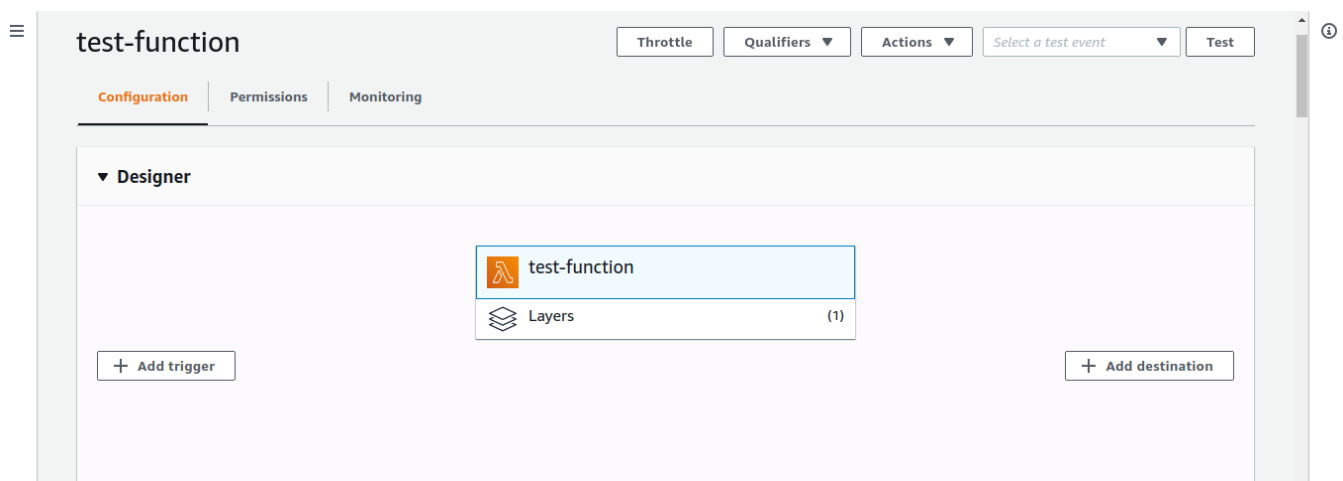 test-function
Throttle Qualifiers Actions Select a test event Test
Configuration Permissions Monitoring
Designer
test-function
Layers (1)
Add trigger
Add destination